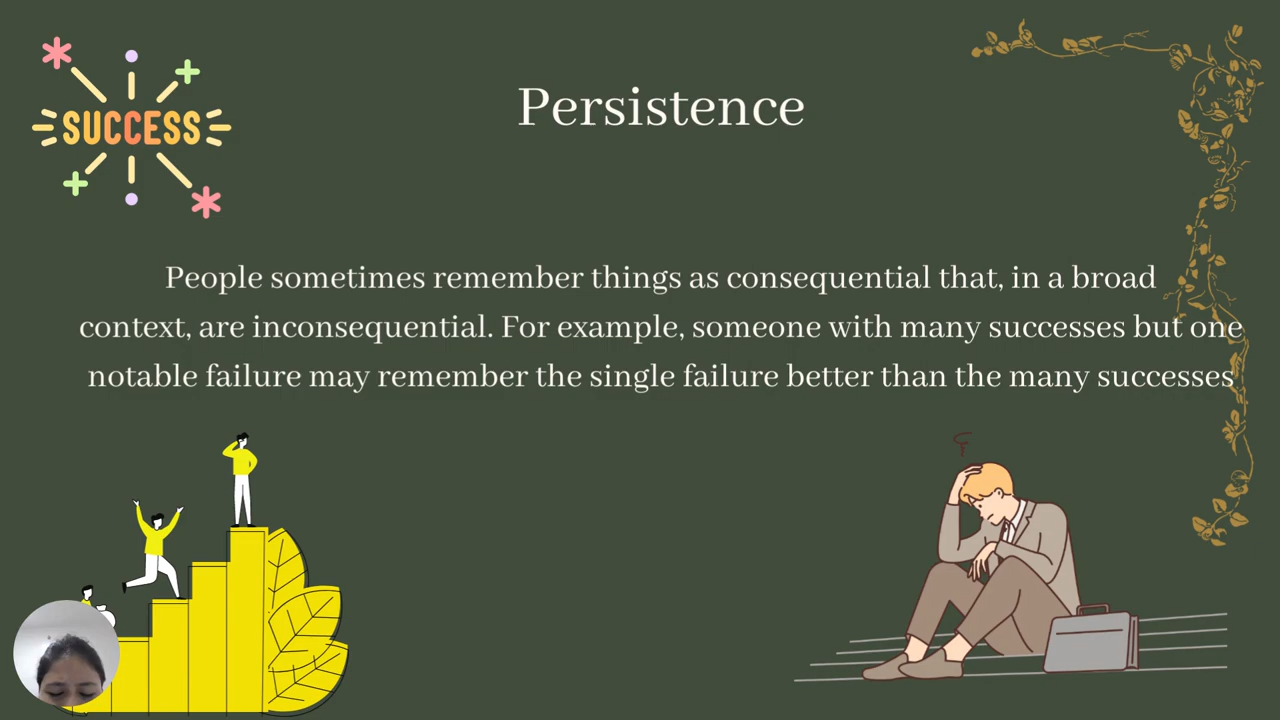 SUCCESS
Persistence
People sometimes remember things as consequential that, in a broad
context, are inconsequential. For example, someone with many successes but one
notable failure may remember the single failure better than the many successes